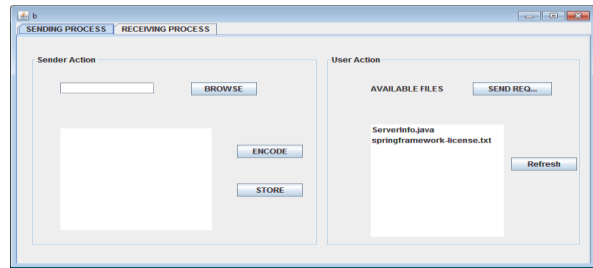 b
SENDING PROCESS RECEIVING PROCESS
Sender Action
BROWSE
ENCODE
STORE
User Action
AVAILABLE FILES SEND REQ...
ServerInfo.java
springframework-license.txt
Refresh